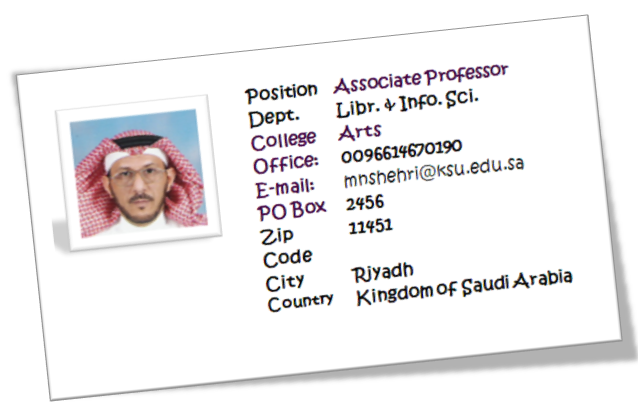 Position Associate Professor
Dept. Libr. & Info. Sci.
College Arts
Office: 0096614670190
E-mail: mnshehri@ksu.edu.sa
PO Box 2456
Zip 11451
Code
City Riyadh
Country Kingdom of Saudi Arabia